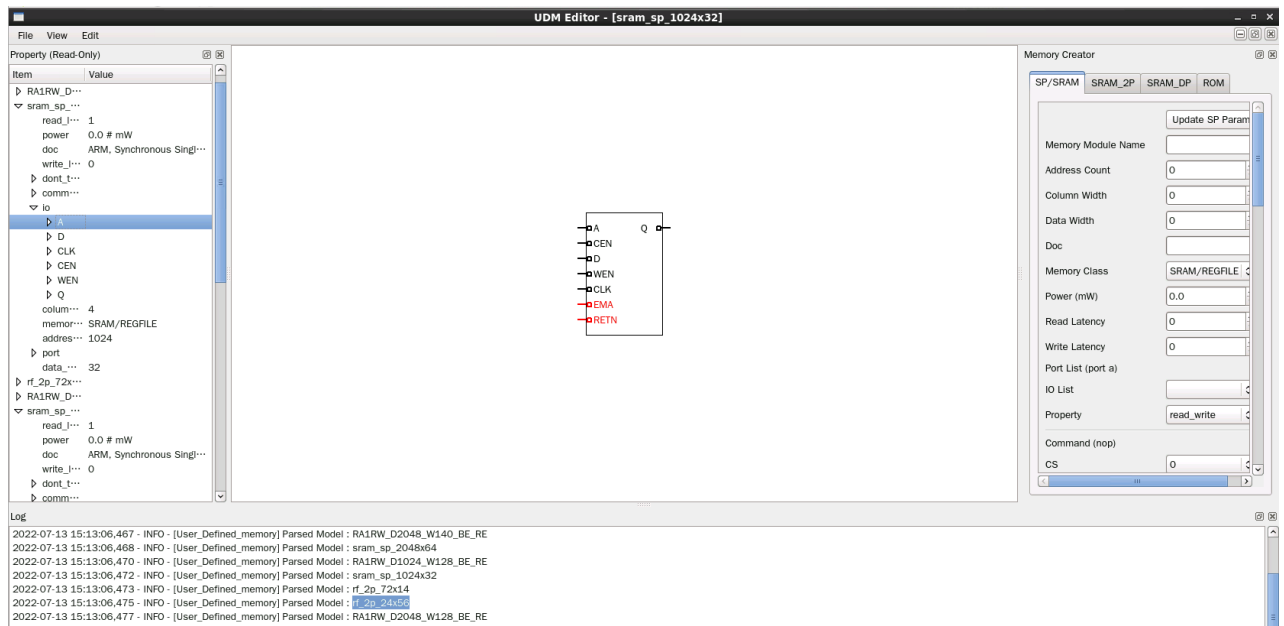 UDM Editor - [sram_sp_1024x32]
File View Edit
Property (Read-Only)
Item Value
RA1RW_D···
sram_sp_···
read_l··· 1
power 0.0 # mW
doc ARM, Synchronous Singl···
write_l··· 0
dont_t···
comm···
io
A
D
CLK
CEN
WEN
Q
colum··· 4
memor··· SRAM/REGFILE
addres··· 1024
port
data_··· 32
rf_2p_72x···
RA1RW_D···
sram_sp_···
read_l··· 1
power 0.0 # mW
doc ARM, Synchronous Singl···
write_l··· 0
dont_t···
comm···
A Q
CEN
D
WEN
CLK
EMA
RETN
Memory Creator
SP/SRAM SRAM_2P SRAM_DP ROM
Update SP Param
Memory Module Name
Address Count 0
Column Width 0
Data Width 0
Doc
Memory Class SRAM/REGFILE
Power (mW) 0.0
Read Latency 0
Write Latency 0
Port List (port a)
IO List
Property read_write
Command (nop)
CS 0
Log
2022-07-13 15:13:06,467 - INFO - [User_Defined_memory] Parsed Model : RA1RW_D2048_W140_BE_RE
2022-07-13 15:13:06,468 - INFO - [User_Defined_memory] Parsed Model : sram_sp_2048x64
2022-07-13 15:13:06,470 - INFO - [User_Defined_memory] Parsed Model : RA1RW_D1024_W128_BE_RE
2022-07-13 15:13:06,472 - INFO - [User_Defined_memory] Parsed Model : sram_sp_1024x32
2022-07-13 15:13:06,473 - INFO - [User_Defined_memory] Parsed Model : rf_2p_72x14
2022-07-13 15:13:06,475 - INFO - [User_Defined_memory] Parsed Model : rf_2p_24x56
2022-07-13 15:13:06,477 - INFO - [User_Defined_memory] Parsed Model : RA1RW_D2048_W128_BE_RE